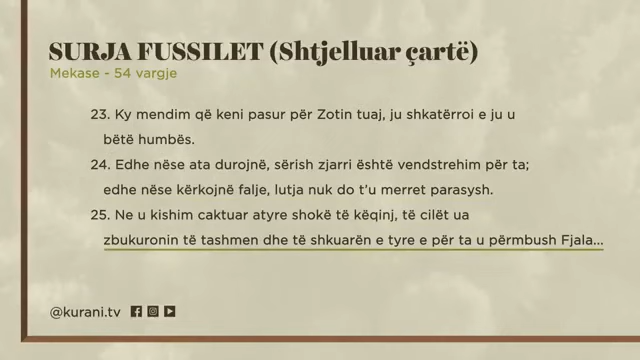 SURJA FUSSILET (Shtjelluar çartë)
Mekase - 54 vargje
23. Ky mendim që keni pasur për Zotin tuaj, ju shkatërroi e ju u
bëtë humbës.
24. Edhe nëse ata durojnë, sërish zjarri është vendstrehim për ta;
edhe nëse kërkojnë falje, lutja nuk do t'u merret parasysh.
25. Ne u kishim caktuar atyre shokë të këqinj, të cilët ua
zbukuronin të tashmen dhe të shkuarën e tyre e për ta u përmbush Fjala...
@kurani.tv